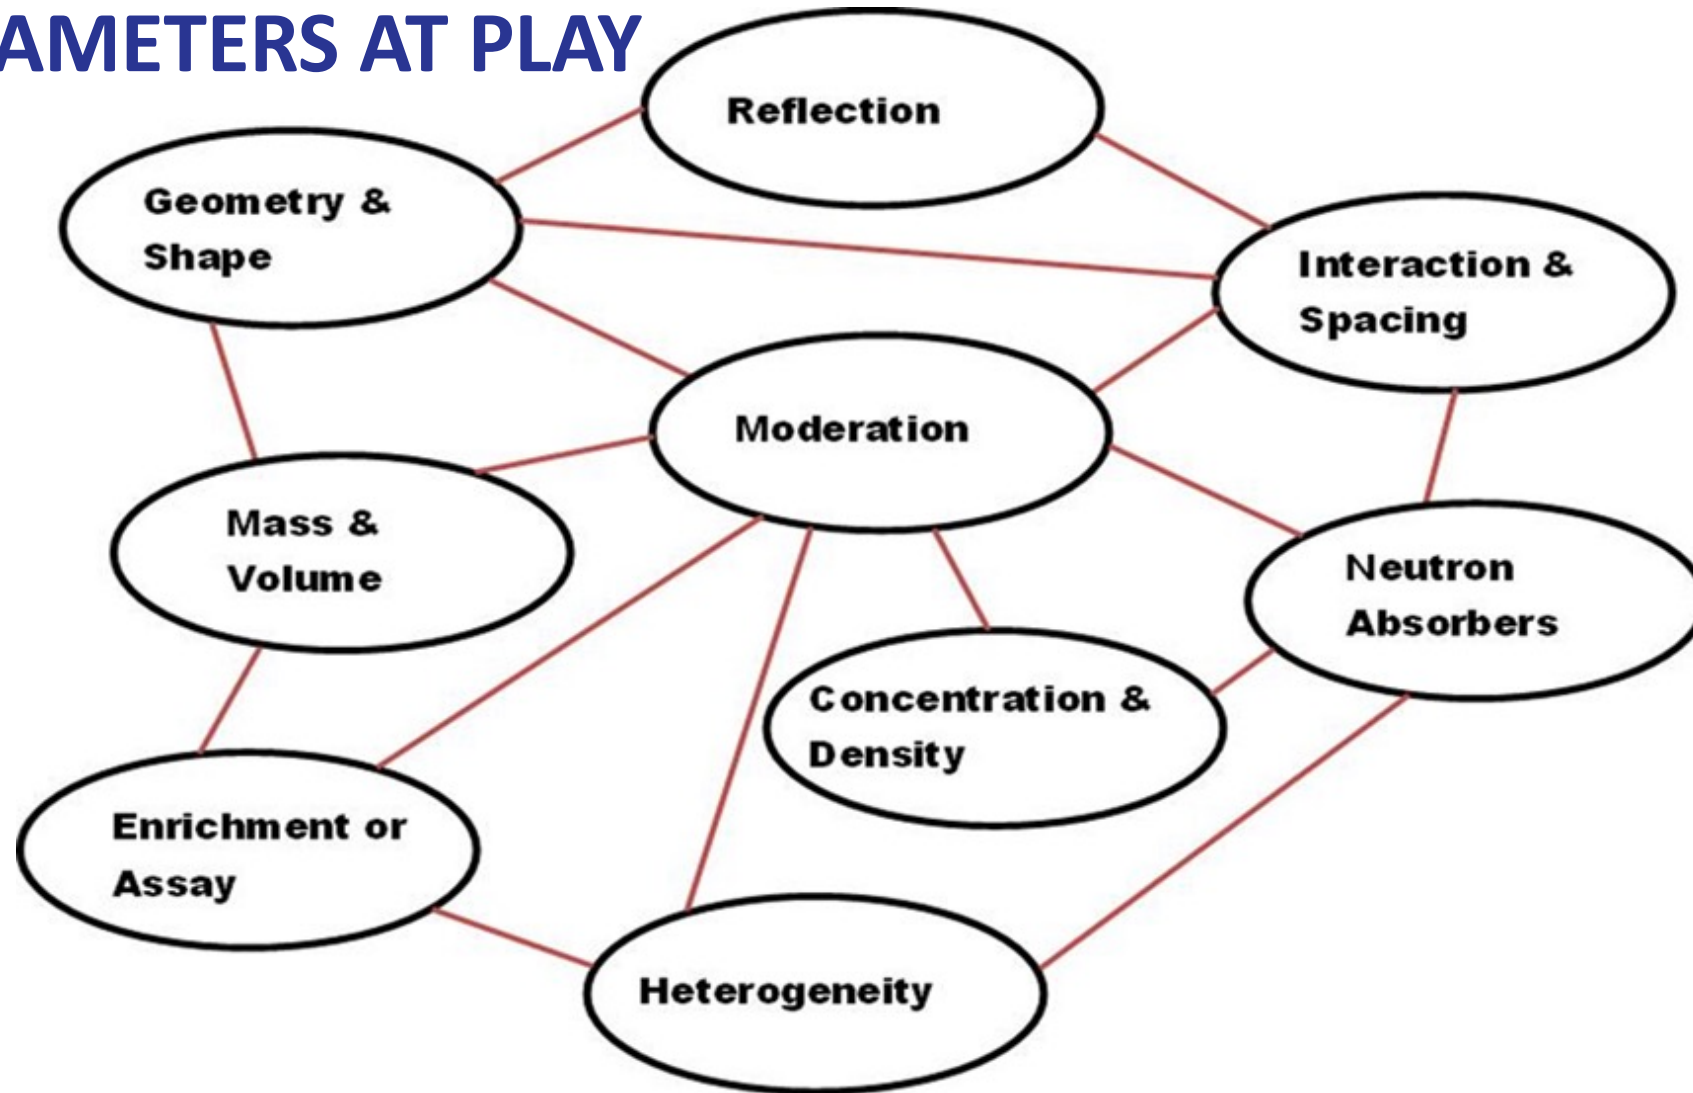 AMETERS AT PLAY
Reflection
Geometry &
Shape
Interaction &
Spacing
Moderation
Mass &
Volume
Neutron
Absorbers
Concentration &
Density
Enrichment or
Assay
Heterogeneity